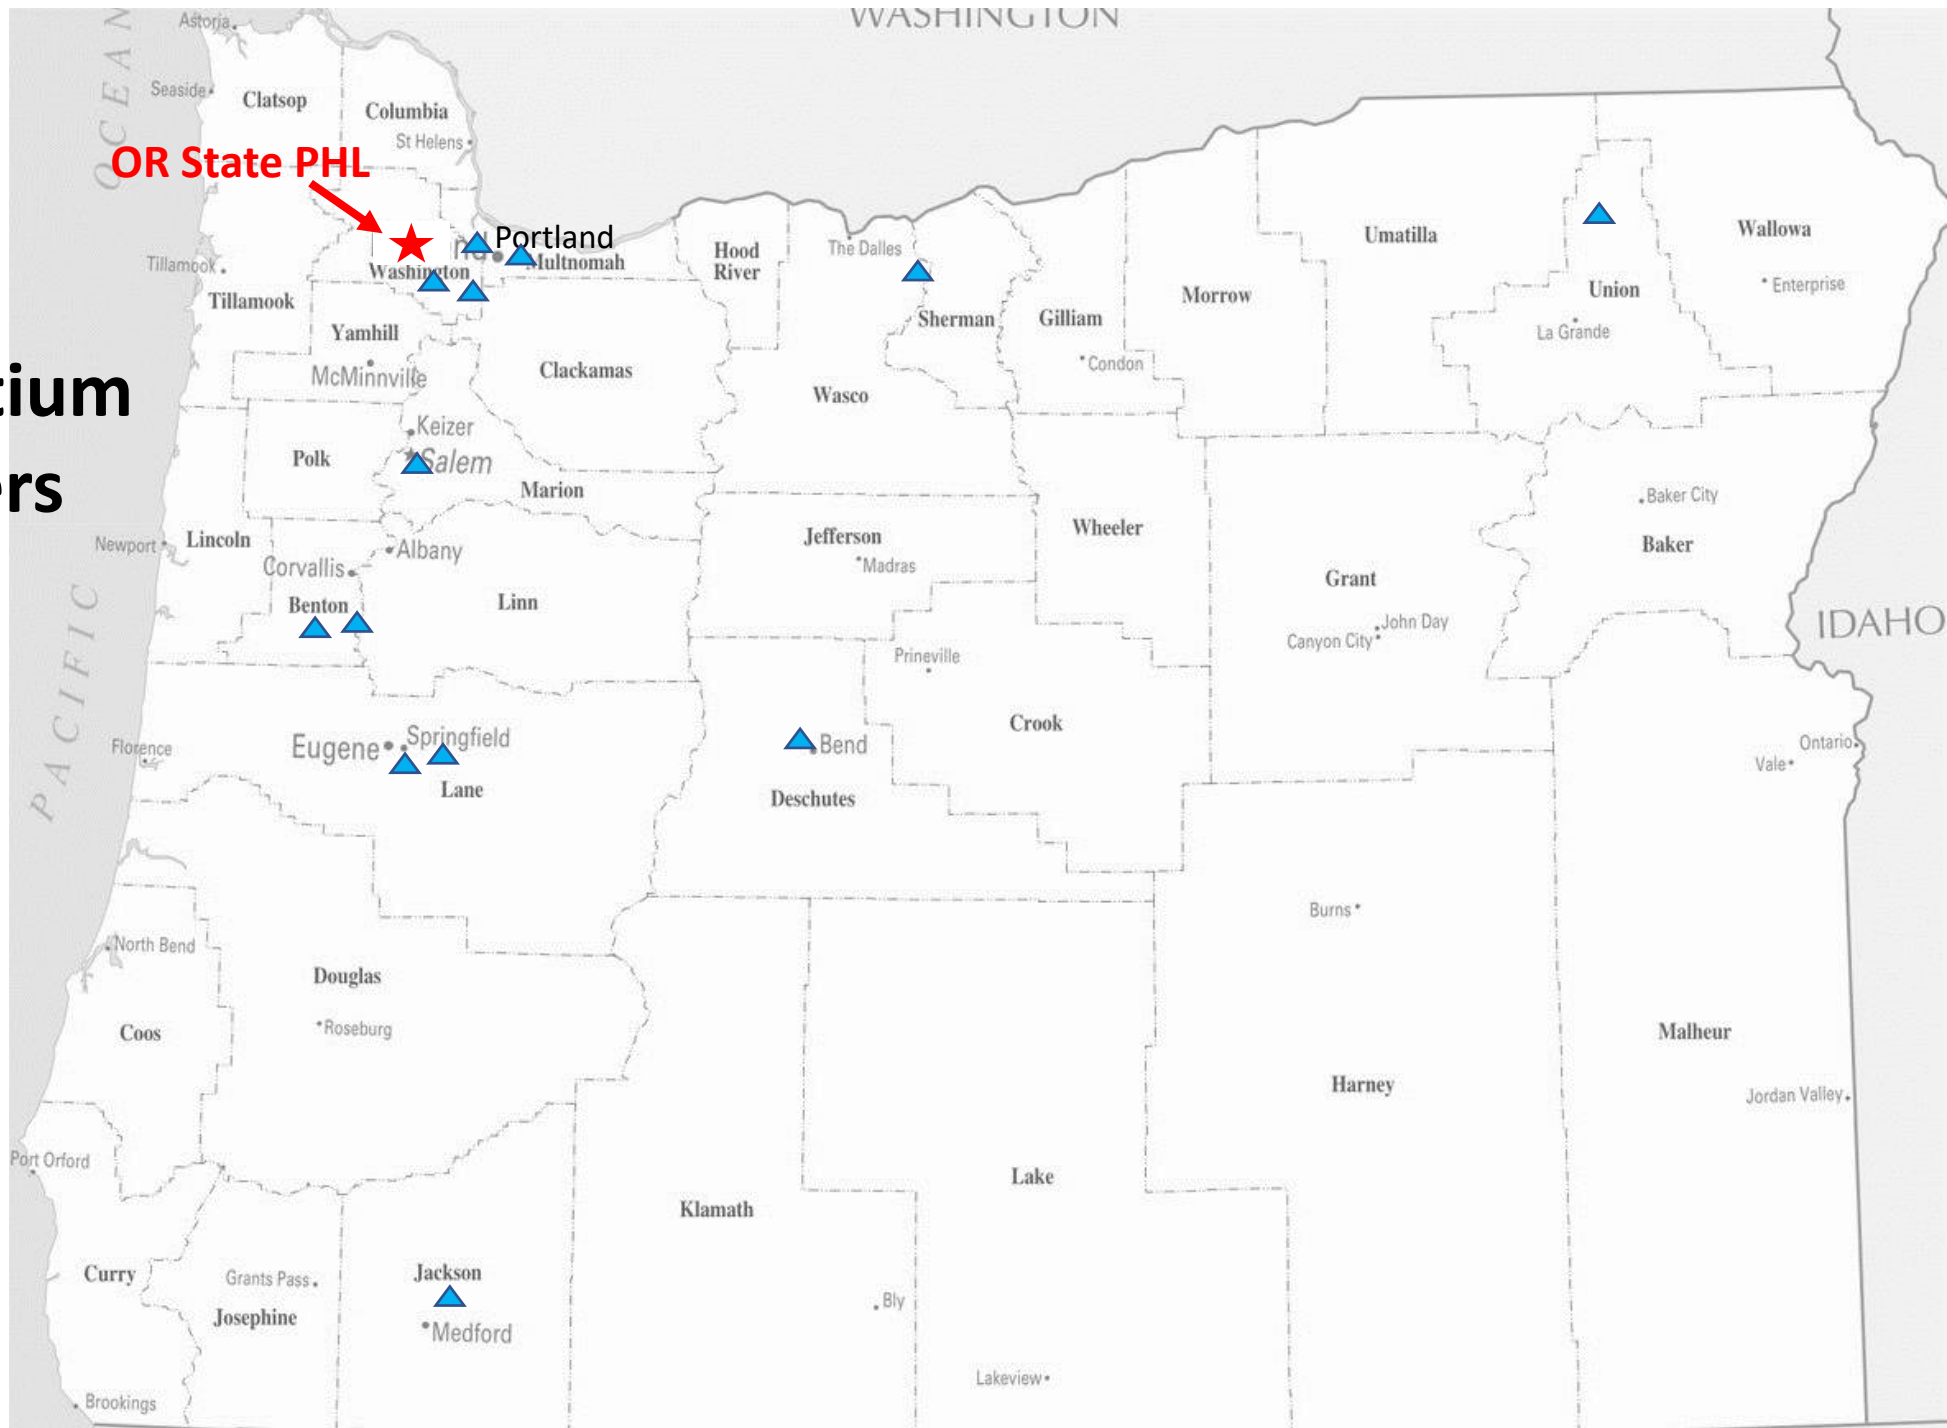 WASHINGTON
OCEAN
Astoria
Seaside
Clatsop
Columbia
St Helens
OR State PHL
Portland
nd
Multnomah
Washington
Tillamook
Tillamook
Hood
River
The Dalles
Sherman
Gilliam
Condon
Morrow
Umatilla
Union
La Grande
Wallowa
Enterprise
Yamhill
McMinnville
Clackamas
Wasco
tium
ers
Keizer
Salem
Polk
Marion
Newport
Lincoln
Corvallis
Albany
Benton
Linn
Jefferson
Madras
Wheeler
Grant
John Day
Canyon City
Baker City
Baker
IDAHO
PACIFIC
Prineville
Crook
Florence
Eugene
Springfield
Lane
Bend
Deschutes
Ontario
Vale
Burns
North Bend
Douglas
Roseburg
Coos
Malheur
Harney
Jordan Valley
Port Orford
Lake
Klamath
Curry
Grants Pass
Josephine
Jackson
Medford
Bly
Lakeview
Brookings